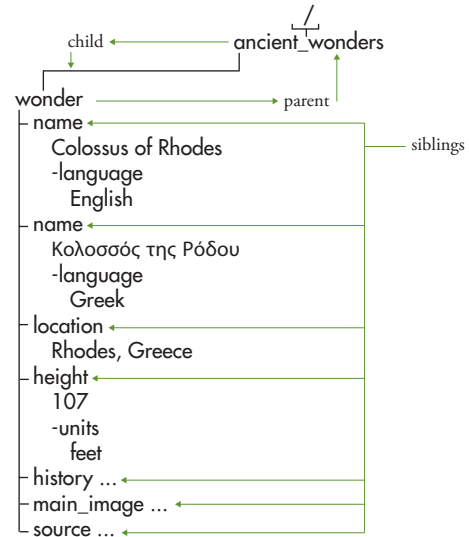 /
child
ancient_wonders
wonder
parent
name
siblings
Colossus of Rhodes
-language
English
name
Κολοσσός της Ρόδου
-language
Greek
location
Rhodes, Greece
height
107
-units
feet
history ...
main_image ...
source ...